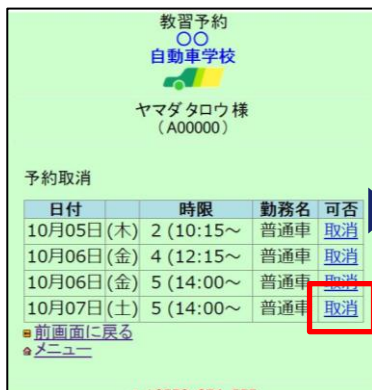 教習予約
〇〇
自動車学校
ヤマダ タロウ 様
(A00000)
予約取消
日付 時限 勤務名 可否
10月05日(木) 2 (10:15～ 普通車 取消
10月06日(金) 4 (12:15～ 普通車 取消
10月06日(金) 5 (14:00～ 普通車 取消
10月07日(土) 5 (14:00～ 普通車 取消
前画面に戻る
メニュー